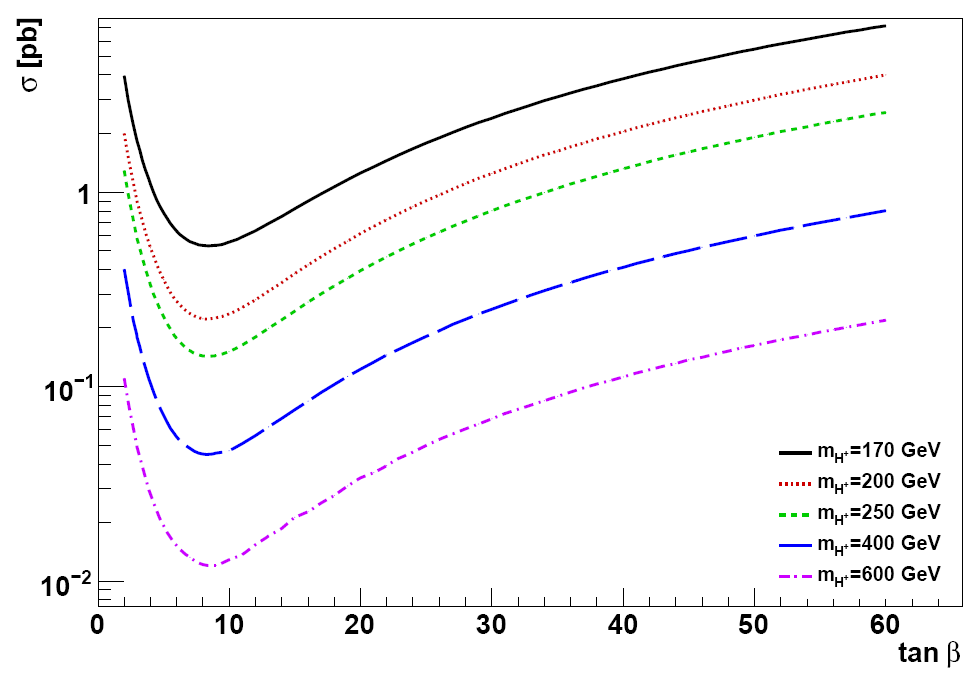 σ [pb]
1
10⁻¹
10⁻²
0 10 20 30 40 50 60
tan β
m_H⁺=170 GeV
m_H⁺=200 GeV
m_H⁺=250 GeV
m_H⁺=400 GeV
m_H⁺=600 GeV